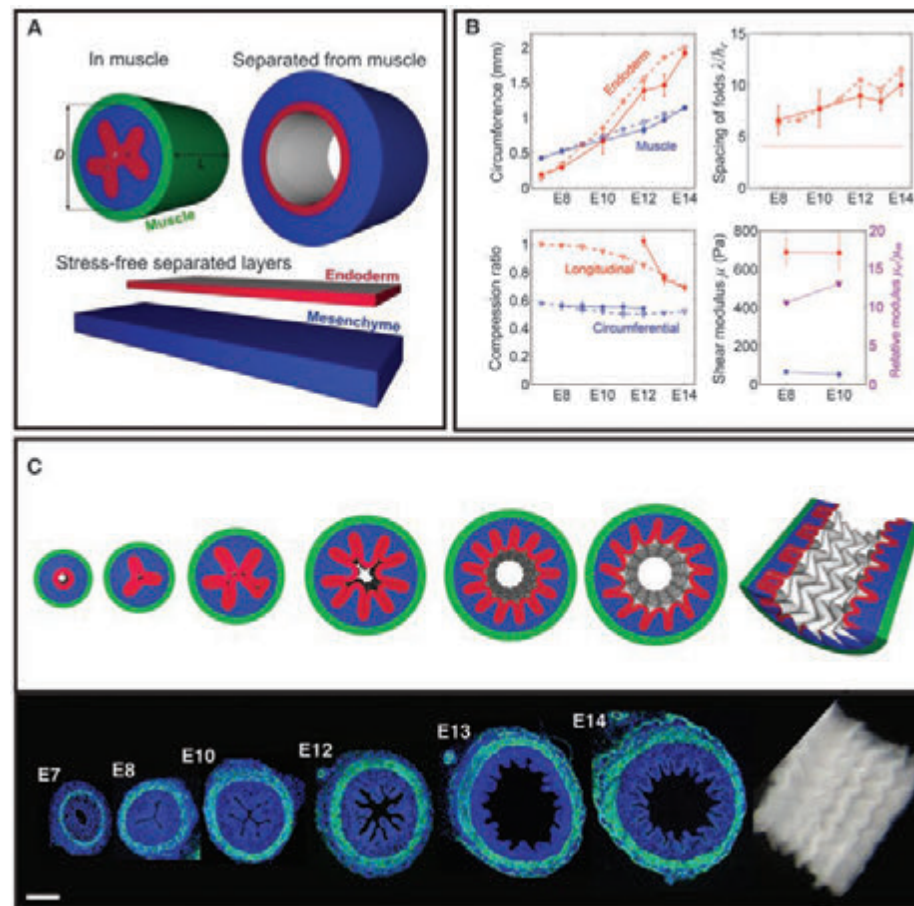 A
In muscle
Separated from muscle
D
L
Muscle
Stress-free separated layers
Endoderm
Mesenchyme
B
Circumference (mm)
2
1.5
1
0.5
0
Endoderm
Muscle
E8 E10 E12 E14
Spacing of folds
15
10
5
0
E8 E10 E12 E14
Compression ratio
1
0.8
0.6
0.4
0.2
0
Longitudinal
Circumferential
E8 E10 E12 E14
Shear modulus μ (Pa)
800
600
400
200
0
E8 E10
20
15
10
5
0
Relative modulus
C
E7
E8
E10
E12
E13
E14